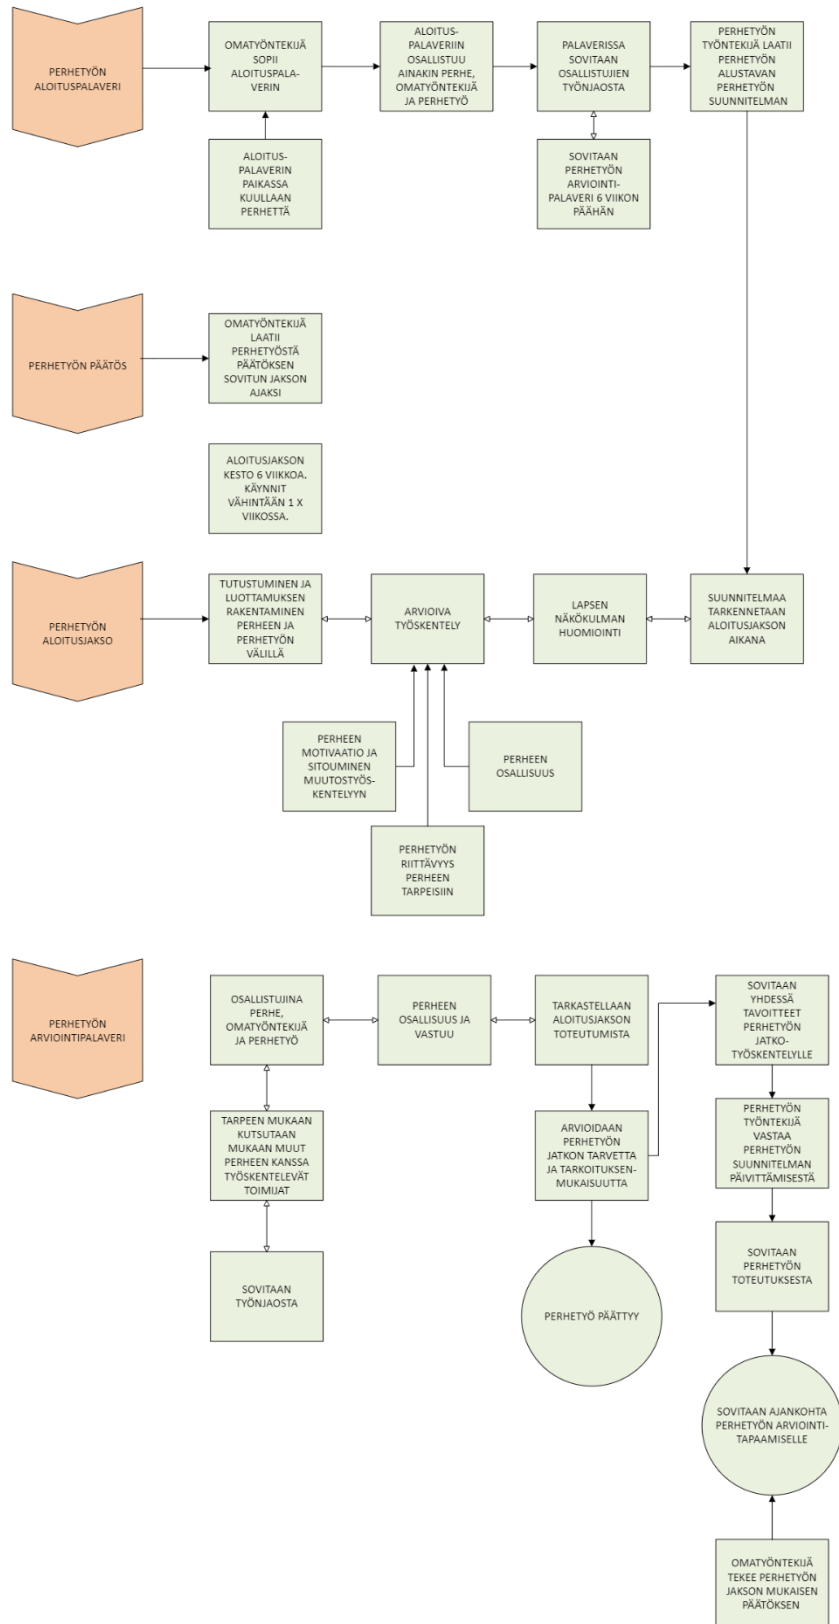 PERHETYÖN
ALOITUSPALAVERI
OMATYÖNTEKIJÄ
SOPII
ALOITUSPALA-
VERIN
ALOITUS-
PALAVERIIN
OSALLISTUU
AINAKIN PERHE,
OMATYÖNTEKIJÄ
JA PERHETYÖ
PALAVERISSA
SOVITAAN
OSALLISTUJIEN
TYÖNJAOSTA
PERHETYÖN
TYÖNTEKIJÄ LAATII
PERHETYÖN
ALUSTAVAN
PERHETYÖN
SUUNNITELMAN
ALOITUS-
PALAVERIN
PAIKASSA
KUULLAAN
PERHETTÄ
SOVITAAN
PERHETYÖN
ARVIOINTI-
PALAVERI 6 VIIKON
PÄÄHÄN
PERHETYÖN PÄÄTÖS
OMATYÖNTEKIJÄ
LAATII
PERHETYÖSTÄ
PÄÄTÖKSEN
SOVITUN JAKSON
AJAKSI
ALOITUSJAKSON
KESTO 6 VIIKKOA.
KÄYNNIT
VÄHINTÄÄN 1 X
VIIKOSSA.
PERHETYÖN
ALOITUSJAKSO
TUTUSTUMINEN JA
LUOTTAMUKSEN
RAKENTAMINEN
PERHEEN JA
PERHETYÖN
VÄLILLÄ
ARVIOIVA
TYÖSKENTELY
LAPSEN
NÄKÖKULMAN
HUOMIOINTI
SUUNNITELMAA
TARKENNETAAN
ALOITUSJAKSON
AIKANA
PERHEEN
MOTIVAATIO JA
SITOUMINEN
MUUTOSTYÖS-
KENTELYYN
PERHEEN
OSALLISUUS
PERHETYÖN
RIITTÄVYYS
PERHEEN
TARPEISIIN
PERHETYÖN
ARVIOINTIPALAVERI
OSALLISTUJINA
PERHE,
OMATYÖNTEKIJÄ
JA PERHETYÖ
PERHEEN
OSALLISUUS JA
VASTUU
TARKASTELLAAN
ALOITUSJAKSON
TOTEUTUMISTA
SOVITAAN
YHDESSÄ
TAVOITTEET
PERHETYÖN
JATKO-
TYÖSKENTELYLLE
TARPEEN MUKAAN
KUTSUTAAN
MUKAAN MUUT
PERHEEN KANSSA
TYÖSKENTELEVÄT
TOIMIJAT
ARVIOIDAAN
PERHETYÖN
JATKON TARVETTA
JA TARKOITUKSEN-
MUKAISUUTTA
PERHETYÖN
TYÖNTEKIJÄ
VASTAA
PERHETYÖN
SUUNNITELMAN
PÄIVITTÄMISESTÄ
SOVITAAN
TYÖNJAOSTA
PERHETYÖ PÄÄTTYY
SOVITAAN
PERHETYÖN
TOTEUTUKSESTA
SOVITAAN AJANKOHTA
PERHETYÖN ARVIOINTI-
TAPAAMISELLE
OMATYÖNTEKIJÄ
TEKEE PERHETYÖN
JAKSON MUKAISEN
PÄÄTÖKSEN